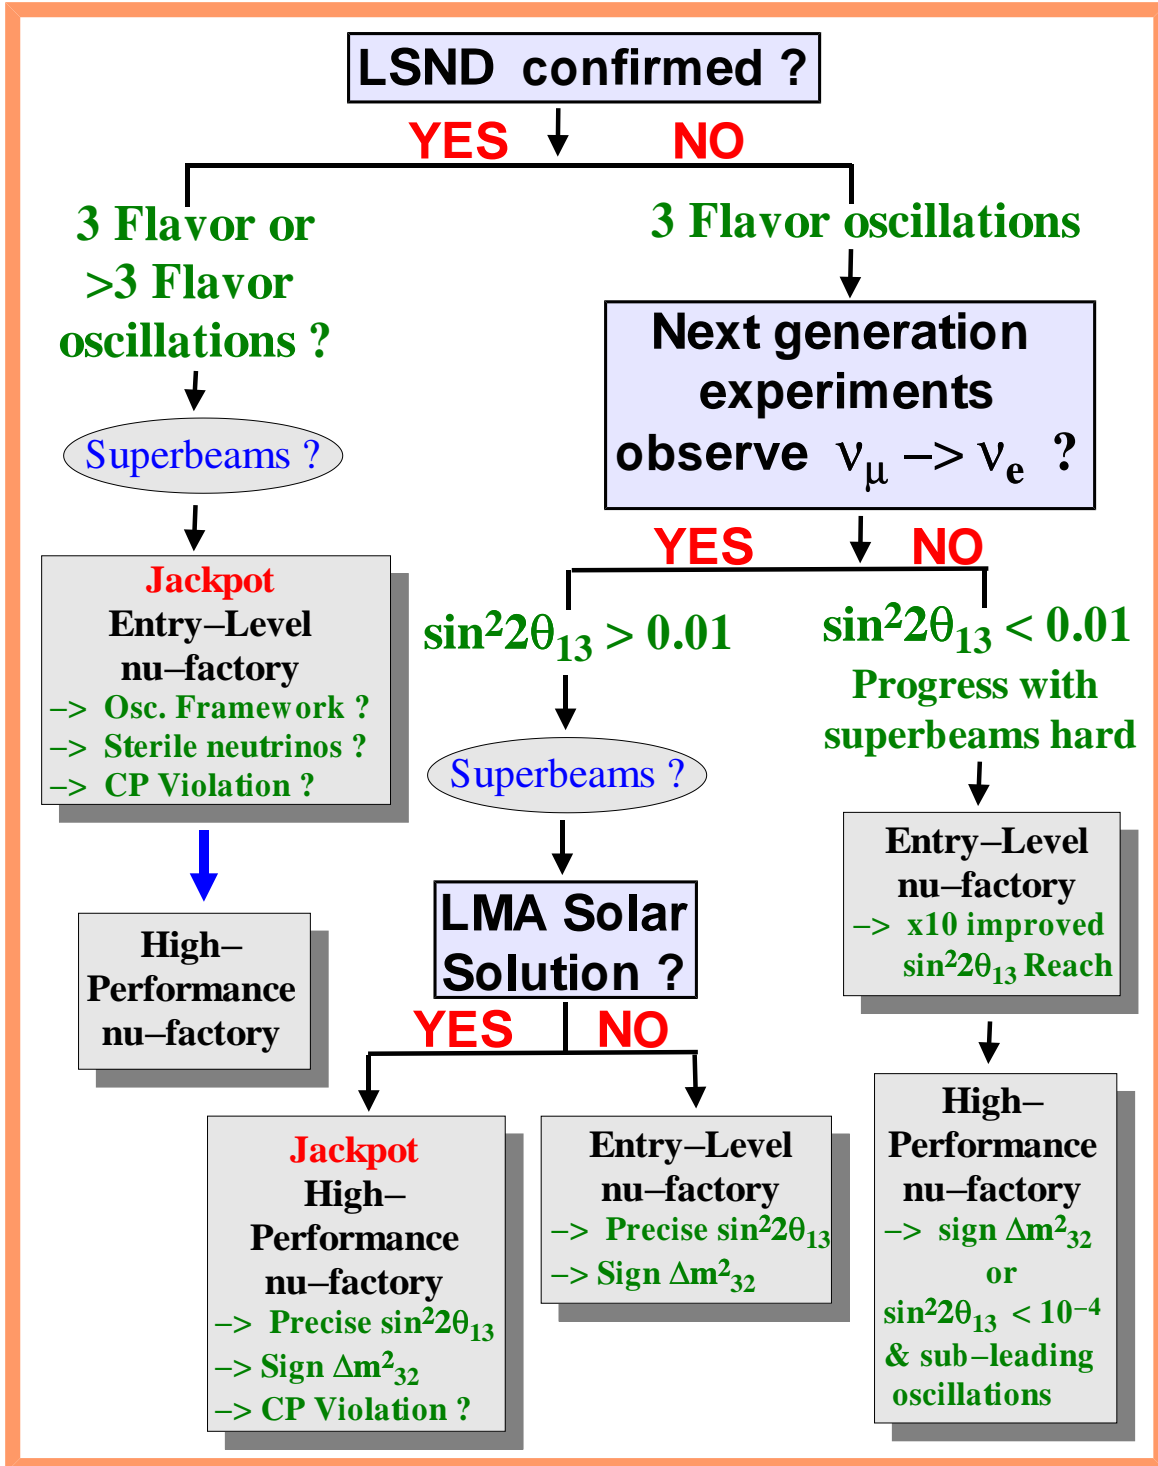 LSND confirmed ?
YES NO
3 Flavor or
>3 Flavor
oscillations ?
Superbeams ?
Jackpot
Entry–Level
nu–factory
–> Osc. Framework ?
–> Sterile neutrinos ?
–> CP Violation ?
High–
Performance
nu–factory
3 Flavor oscillations
Next generation
experiments
observe νμ –> νe ?
YES NO
sin²2θ₁₃ > 0.01
Superbeams ?
LMA Solar
Solution ?
YES NO
Jackpot
High–
Performance
nu–factory
–> Precise sin²2θ₁₃
–> Sign Δm²₃₂
–> CP Violation ?
Entry–Level
nu–factory
–> Precise sin²2θ₁₃
–> Sign Δm²₃₂
sin²2θ₁₃ < 0.01
Progress with
superbeams hard
Entry–Level
nu–factory
–> x10 improved
sin²2θ₁₃ Reach
High–
Performance
nu–factory
–> sign Δm²₃₂
or
sin²2θ₁₃ < 10⁻⁴
& sub–leading
oscillations